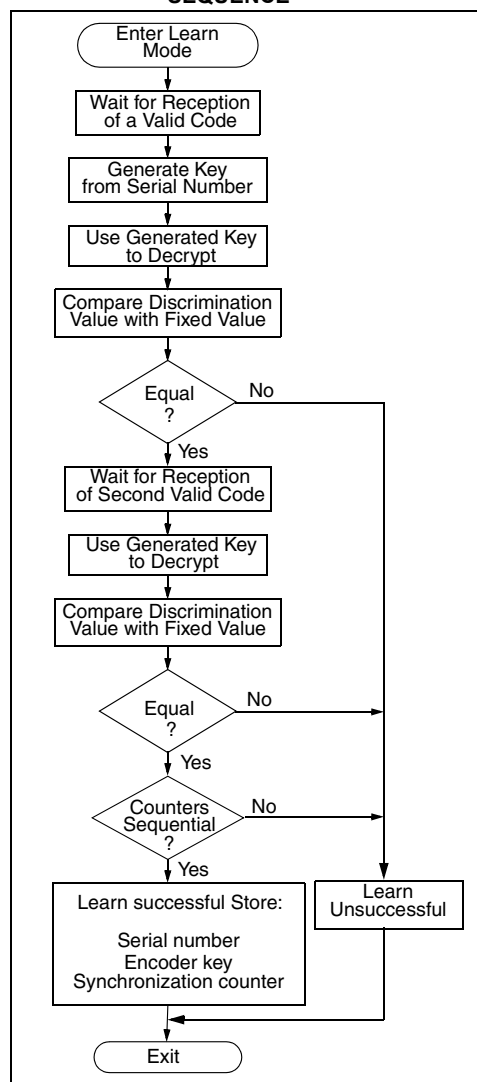 SEQUENCE
Enter Learn
Mode
Wait for Reception
of a Valid Code
Generate Key
from Serial Number
Use Generated Key
to Decrypt
Compare Discrimination
Value with Fixed Value
Equal
?
No
Yes
Wait for Reception
of Second Valid Code
Use Generated Key
to Decrypt
Compare Discrimination
Value with Fixed Value
Equal
?
No
Yes
Counters
Sequential
?
No
Yes
Learn successful Store:
Serial number
Encoder key
Synchronization counter
Learn
Unsuccessful
Exit